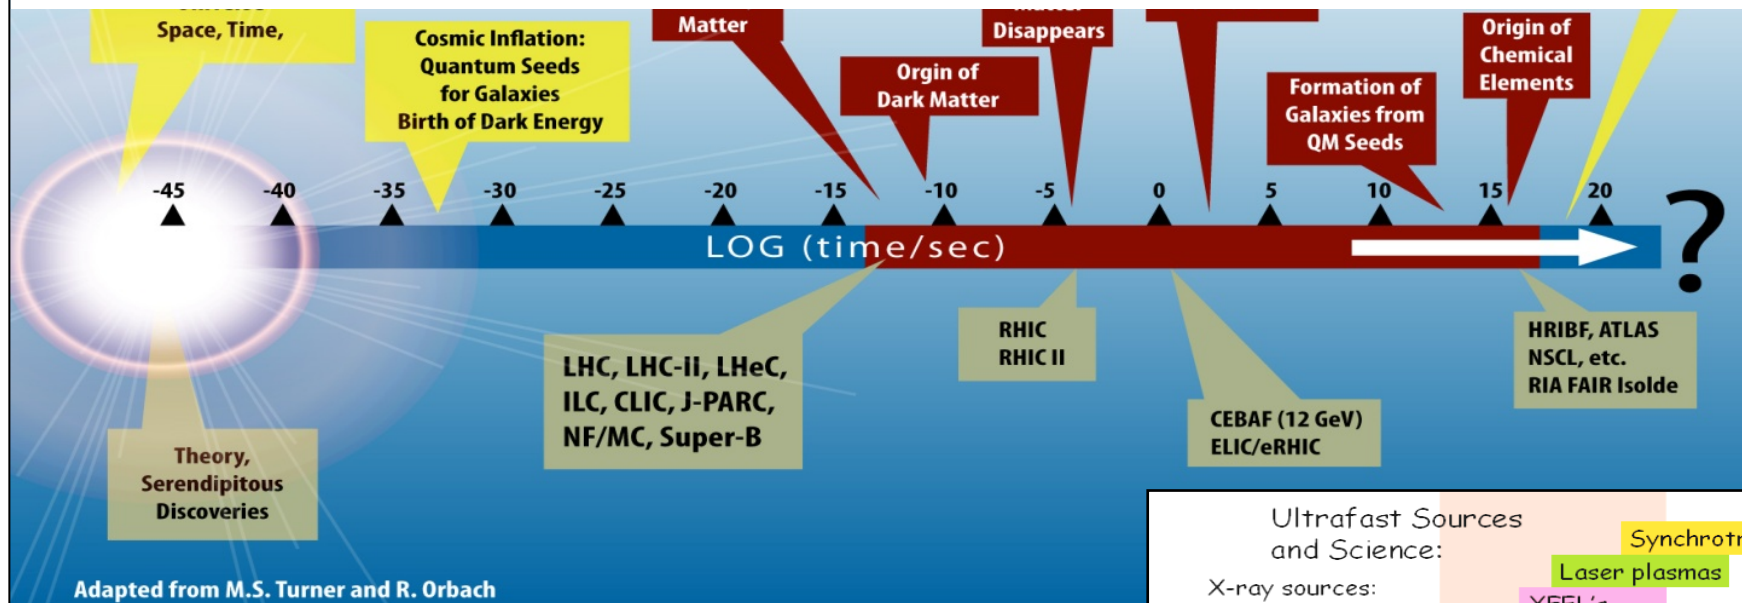 Space, Time,
Cosmic Inflation:
Quantum Seeds
for Galaxies
Birth of Dark Energy
Matter
Orgin of
Dark Matter
Disappears
Formation of
Galaxies from
QM Seeds
Origin of
Chemical
Elements
-45 -40 -35 -30 -25 -20 -15 -10 -5 0 5 10 15 20
LOG (time/sec)
?
Theory,
Serendipitous
Discoveries
LHC, LHC-II, LHeC,
ILC, CLIC, J-PARC,
NF/MC, Super-B
RHIC
RHIC II
CEBAF (12 GeV)
ELIC/eRHIC
HRIBF, ATLAS
NSCL, etc.
RIA FAIR Isolde
Adapted from M.S. Turner and R. Orbach
Ultrafast Sources
and Science:
Laser plasmas
X-ray sources: